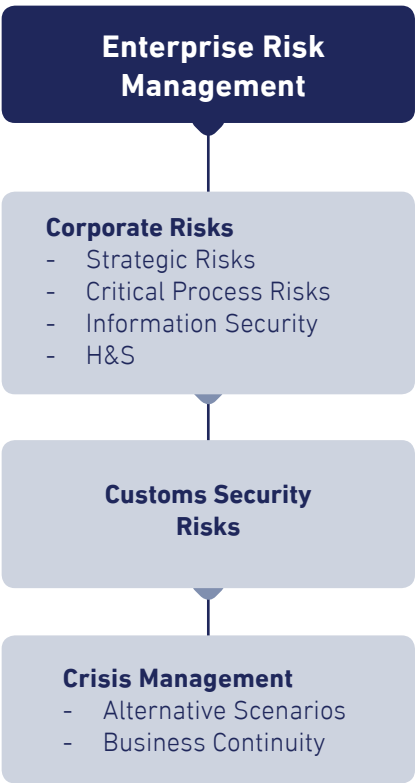 Enterprise Risk
Management
Corporate Risks
- Strategic Risks
- Critical Process Risks
- Information Security
- H&S
Customs Security
Risks
Crisis Management
- Alternative Scenarios
- Business Continuity